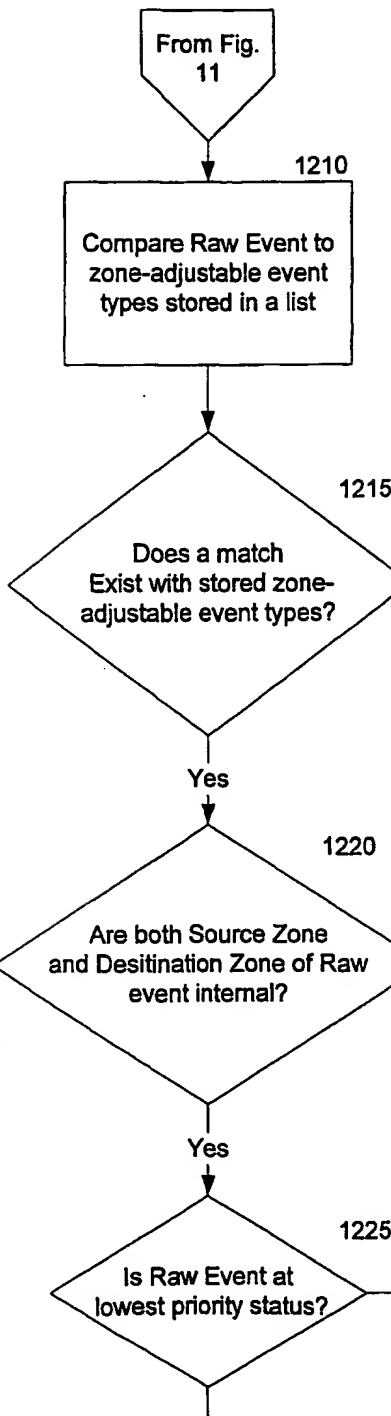 From Fig.
11
1210
Compare Raw Event to
zone-adjustable event
types stored in a list
1215
Does a match
Exist with stored zone-
adjustable event types?
Yes
1220
Are both Source Zone
and Desitination Zone of Raw
event internal?
Yes
1225
Is Raw Event at
lowest priority status?